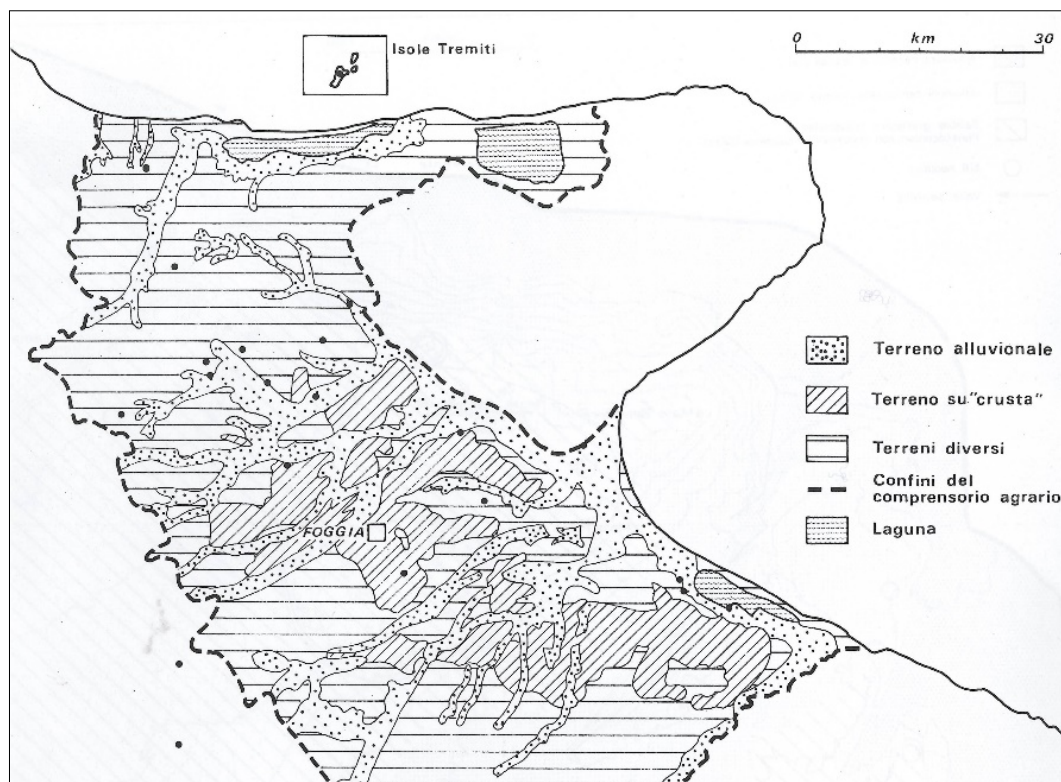 Isole Tremiti
0 km 30
Terreno alluvionale
Terreno su "crusta"
Terreni diversi
Confini del
comprensorio agrario
Laguna
FOGGIA